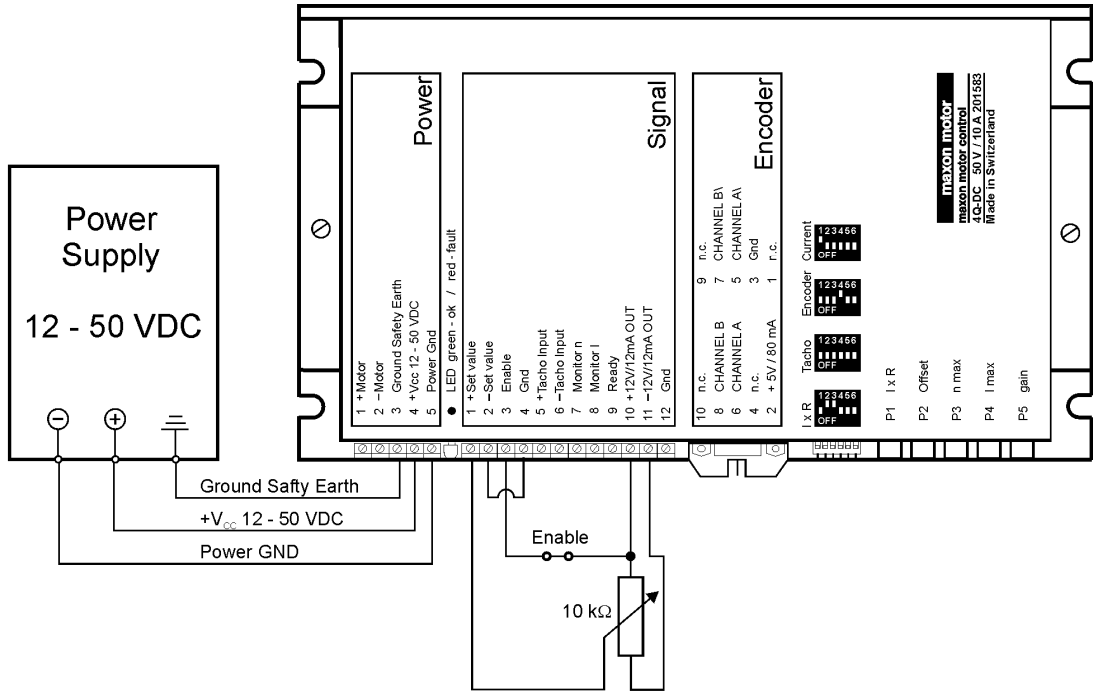 Power
Supply
12 - 50 VDC
Ground Safty Earth
+VCC 12 - 50 VDC
Power GND
Power
1 +Motor
2 −Motor
3 Ground Safety Earth
4 +Vcc 12 - 50 VDC
5 Power Gnd
LED green - ok / red - fault
Signal
1 +Set value
2 −Set value
3 Enable
4 Gnd
5 +Tacho Input
6 −Tacho Input
7 Monitor n
8 Monitor I
9 Ready
10 +12V/12mA OUT
11 −12V/12mA OUT
12 Gnd
Encoder
10 n.c. 9 n.c.
8 CHANNEL B 7 CHANNEL B\
6 CHANNEL A 5 CHANNEL A\
4 n.c. 3 Gnd
2 + 5V / 80 mA 1 n.c.
I x R
123456
OFF
Tacho
123456
OFF
Encoder
123456
OFF
Current
123456
OFF
P1 I x R
P2 Offset
P3 n max
P4 I max
P5 gain
maxon motor
maxon motor control
4Q-DC 50 V / 10 A 201583
Made in Switzerland
Enable
10 kΩ